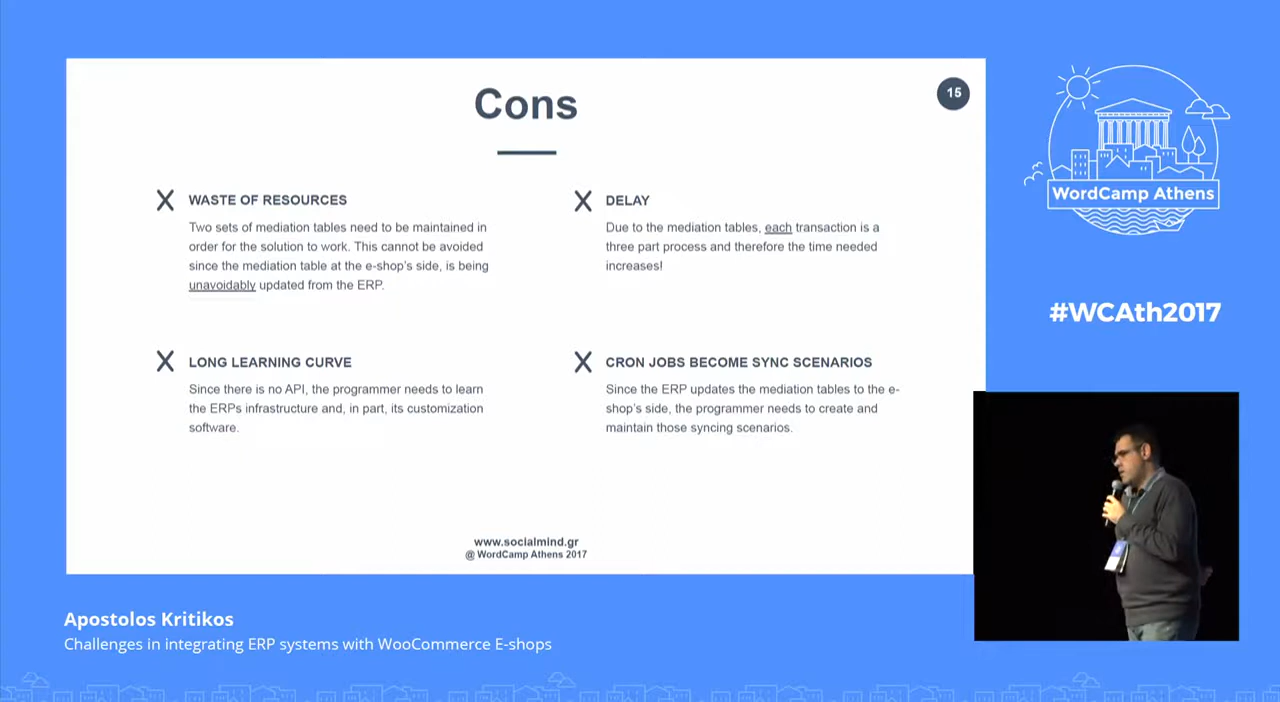 Cons
15
X WASTE OF RESOURCES
Two sets of mediation tables need to be maintained in
order for the solution to work. This cannot be avoided
since the mediation table at the e-shop's side, is being
unavoidably updated from the ERP.
X DELAY
Due to the mediation tables, each transaction is a
three part process and therefore the time needed
increases!
X LONG LEARNING CURVE
Since there is no API, the programmer needs to learn
the ERPs infrastructure and, in part, its customization
software.
X CRON JOBS BECOME SYNC SCENARIOS
Since the ERP updates the mediation tables to the e-
shop's side, the programmer needs to create and
maintain those syncing scenarios.
www.socialmind.gr
@ WordCamp Athens 2017
WordCamp Athens
#WCAth2017
Apostolos Kritikos
Challenges in integrating ERP systems with WooCommerce E-shops